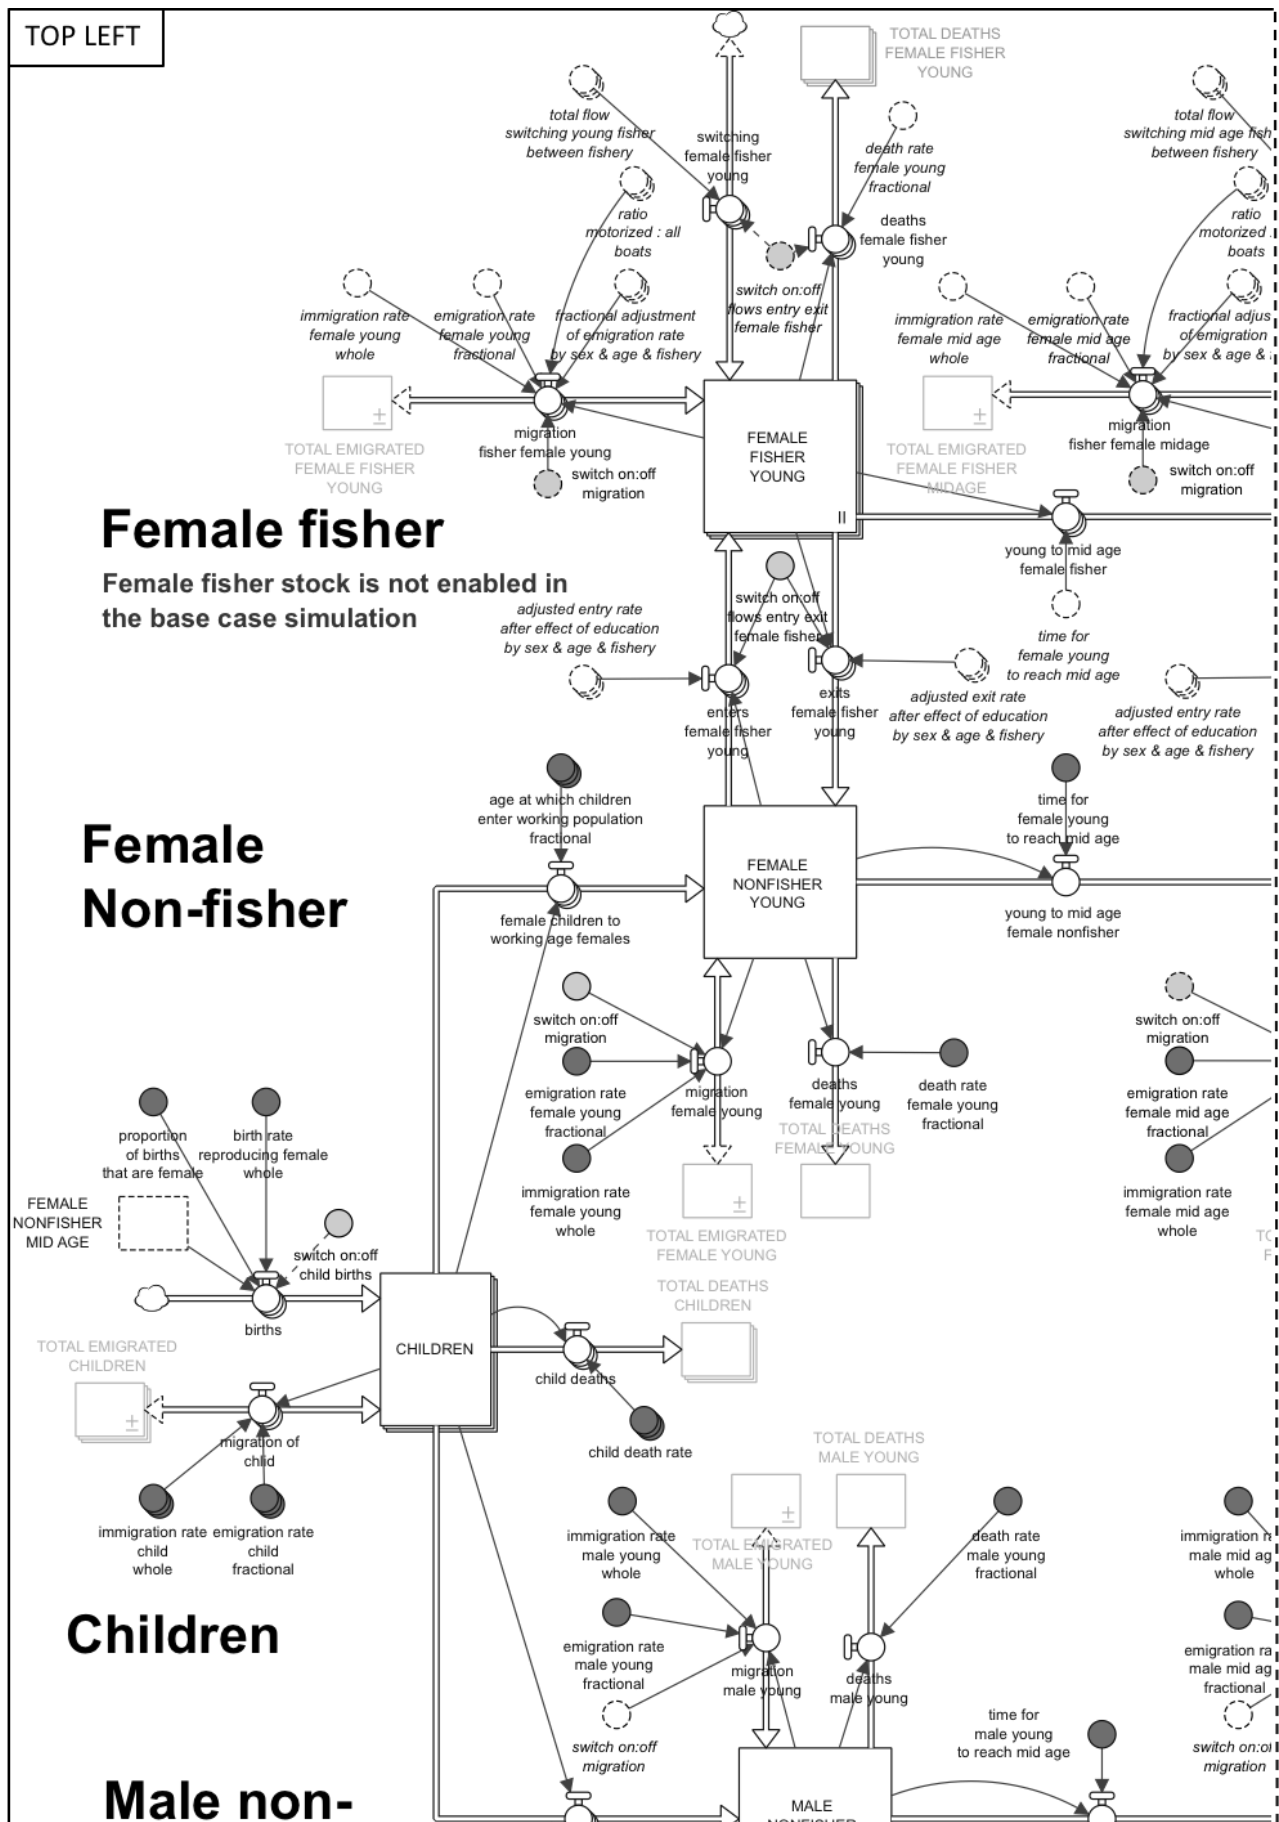 TOP LEFT
TOTAL DEATHS
FEMALE FISHER
YOUNG
total flow
switching young fisher
between fishery
switching
female fisher
young
death rate
female young
fractional
total flow
switching mid age fish
between fishery
ratio
motorized : all
boats
deaths
female fisher
young
ratio
motorized
boats
switch on:off
flows entry exit
female fisher
immigration rate
female young
whole
emigration rate
female young
fractional
fractional adjustment
of emigration rate
by sex & age & fishery
immigration rate
female mid age
whole
emigration rate
female mid age
fractional
fractional adjus
of emigration
by sex & age &
±
±
migration
fisher female young
FEMALE
FISHER
YOUNG
migration
fisher female midage
TOTAL EMIGRATED
FEMALE FISHER
YOUNG
TOTAL EMIGRATED
FEMALE FISHER
MIDAGE
switch on:off
migration
switch on:off
migration
Female fisher
Female fisher stock is not enabled in
the base case simulation
young to mid age
female fisher
time for
female young
to reach mid age
switch on:off
flows entry exit
female fisher
adjusted entry rate
after effect of education
by sex & age & fishery
enters
female fisher
young
exits
female fisher
young
adjusted exit rate
after effect of education
by sex & age & fishery
adjusted entry rate
after effect of education
by sex & age & fishery
age at which children
enter working population
fractional
time for
female young
to reach mid age
Female
Non-fisher
FEMALE
NONFISHER
YOUNG
female children to
working age females
young to mid age
female nonfisher
switch on:off
migration
switch on:off
migration
emigration rate
female young
fractional
migration
female young
deaths
female young
death rate
female young
fractional
emigration rate
female mid age
fractional
TOTAL DEATHS
FEMALE YOUNG
proportion
of births
that are female
birth rate
reproducing female
whole
immigration rate
female young
whole
±
immigration rate
female mid age
whole
FEMALE
NONFISHER
MID AGE
switch on:off
child births
TOTAL EMIGRATED
FEMALE YOUNG
TC
F
TOTAL DEATHS
CHILDREN
births
CHILDREN
child deaths
TOTAL EMIGRATED
CHILDREN
±
migration of
chlid
child death rate
TOTAL DEATHS
MALE YOUNG
immigration rate
child
whole
emigration rate
child
fractional
±
immigration rate
male young
whole
TOTAL EMIGRATED
MALE YOUNG
death rate
male young
fractional
immigration r
male mid ag
whole
Children
emigration rate
male young
fractional
migration
male young
deaths
male young
emigration ra
male mid ag
fractional
switch on:off
migration
time for
male young
to reach mid age
switch on:of
migration
Male non-
MALE
NONFISHER